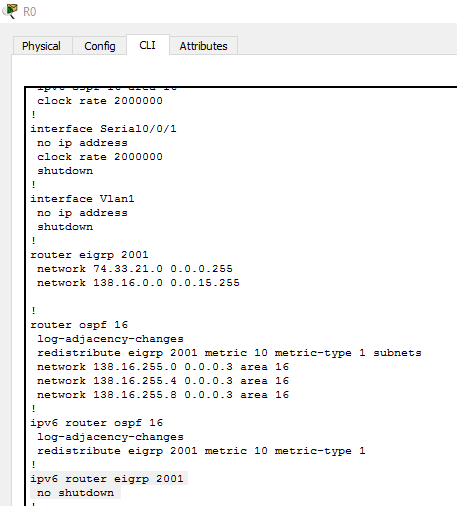 R0
Physical Config CLI Attributes
ipv6 ospf 16 area 16
clock rate 2000000
!
interface Serial0/0/1
no ip address
clock rate 2000000
shutdown
!
interface Vlan1
no ip address
shutdown
!
router eigrp 2001
network 74.33.21.0 0.0.0.255
network 138.16.0.0 0.0.15.255
!
router ospf 16
log-adjacency-changes
redistribute eigrp 2001 metric 10 metric-type 1 subnets
network 138.16.255.0 0.0.0.3 area 16
network 138.16.255.4 0.0.0.3 area 16
network 138.16.255.8 0.0.0.3 area 16
!
ipv6 router ospf 16
log-adjacency-changes
redistribute eigrp 2001 metric 10 metric-type 1
!
ipv6 router eigrp 2001
no shutdown
!